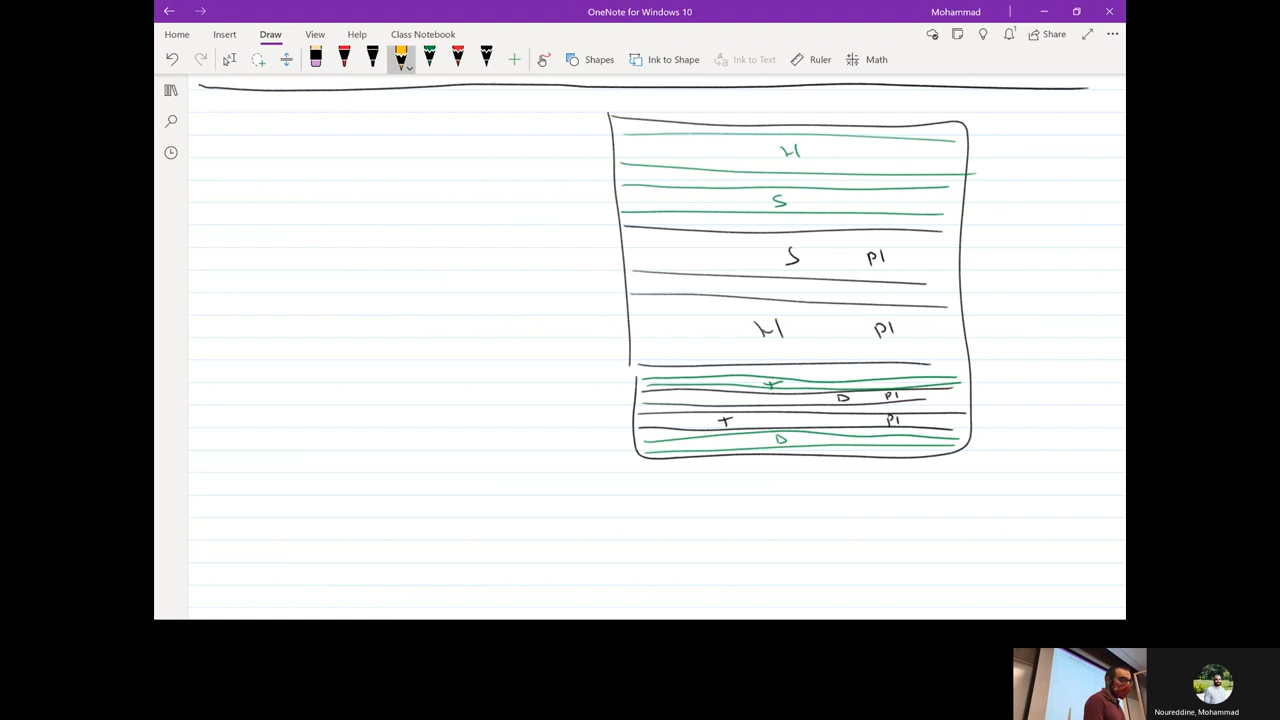 OneNote for Windows 10
Mohammad
Home Insert Draw View Help Class Notebook
Share
Shapes Ink to Shape Ink to Text Ruler Math
H
S
S P1
H P1
T
D P1
T P1
D
Noureddine, Mohammad